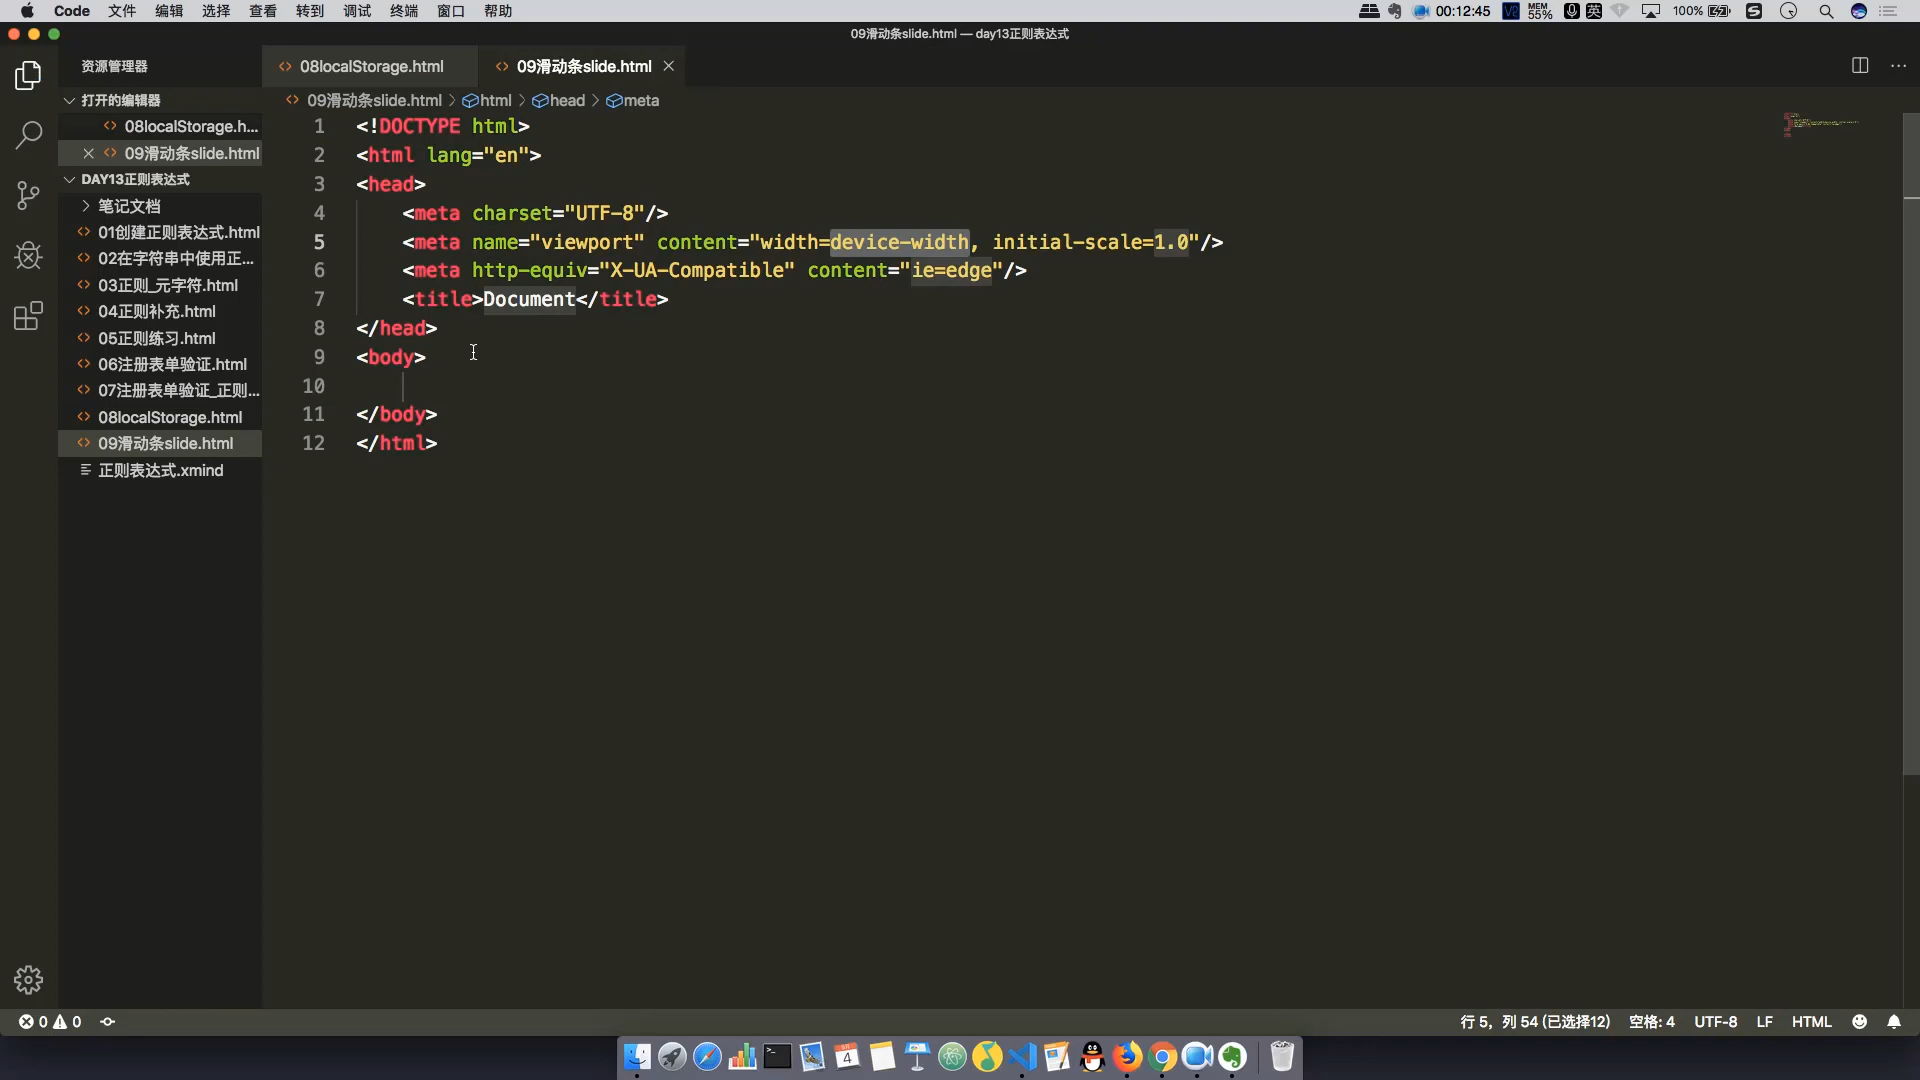 Code 文件 编辑 选择 查看 转到 调试 终端 窗口 帮助 00:12:45 MEM 55% 英 100%
09滑动条slide.html — day13正则表达式
资源管理器
打开的编辑器
08localStorage.h...
09滑动条slide.html
DAY13正则表达式
笔记文档
01创建正则表达式.html
02在字符串中使用正...
03正则_元字符.html
04正则补充.html
05正则练习.html
06注册表单验证.html
07注册表单验证_正则...
08localStorage.html
09滑动条slide.html
正则表达式.xmind
08localStorage.html 09滑动条slide.html
09滑动条slide.html > html > head > meta
1 <!DOCTYPE html>
2 <html lang="en">
3 <head>
4 <meta charset="UTF-8"/>
5 <meta name="viewport" content="width=device-width, initial-scale=1.0"/>
6 <meta http-equiv="X-UA-Compatible" content="ie=edge"/>
7 <title>Document</title>
8 </head>
9 <body>
10
11 </body>
12 </html>
0 0 行 5，列 54 (已选择12) 空格: 4 UTF-8 LF HTML
4